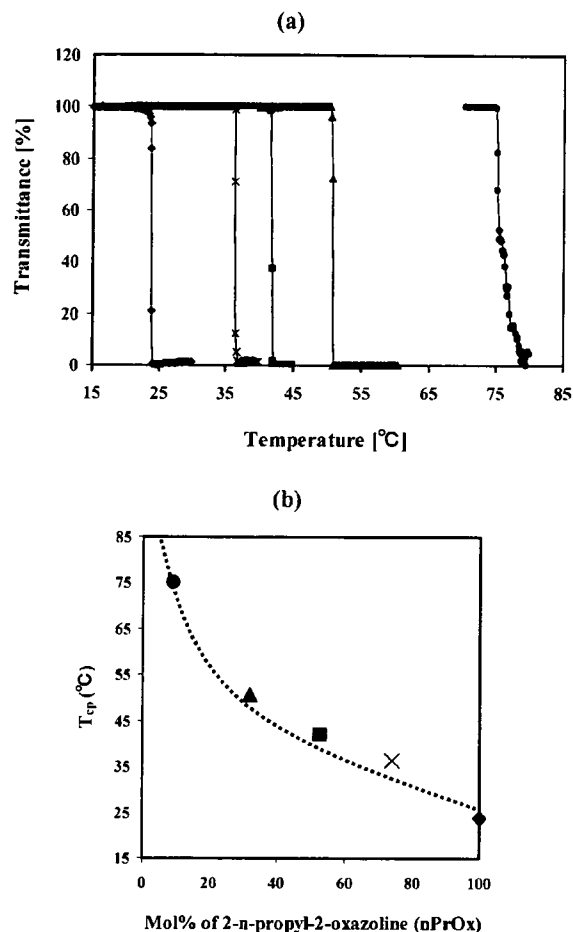 (a)
Transmittance [%]
120
100
80
60
40
20
0
15 25 35 45 55 65 75 85
Temperature [℃]
(b)
T_cp (℃)
85
75
65
55
45
35
25
15
0 20 40 60 80 100
Mol% of 2-n-propyl-2-oxazoline (nPrOx)